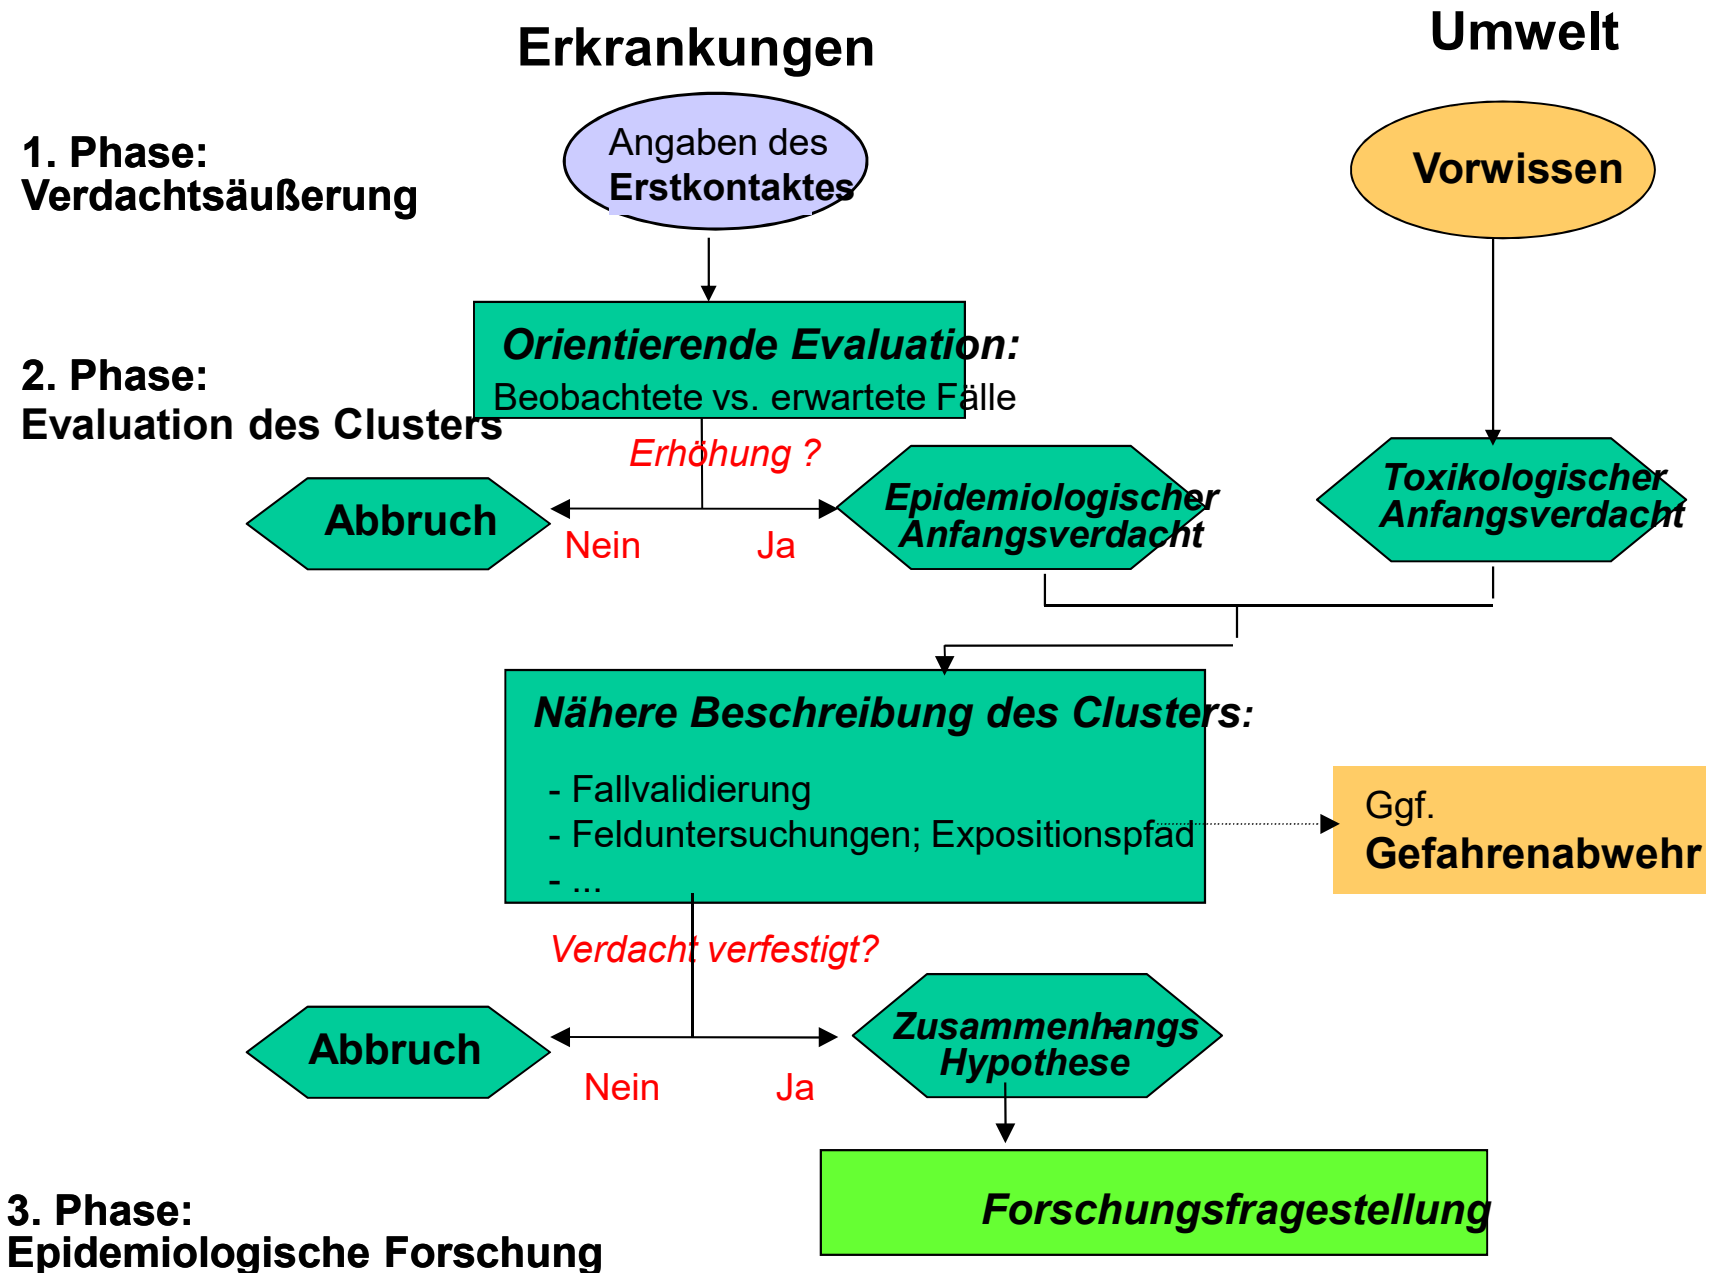 Erkrankungen
Umwelt
1. Phase:
Verdachtsäußerung
Angaben des
Erstkontaktes
Vorwissen
Orientierende Evaluation:
Beobachtete vs. erwartete Fälle
2. Phase:
Evaluation des Clusters
Erhöhung ?
Abbruch
Nein
Ja
Epidemiologischer
Anfangsverdacht
Toxikologischer
Anfangsverdacht
Nähere Beschreibung des Clusters:
- Fallvalidierung
- Felduntersuchungen; Expositionspfad
- ...
Ggf.
Gefahrenabwehr
Verdacht verfestigt?
Abbruch
Nein
Ja
Zusammenhangs-
Hypothese
Forschungsfragestellung
3. Phase:
Epidemiologische Forschung